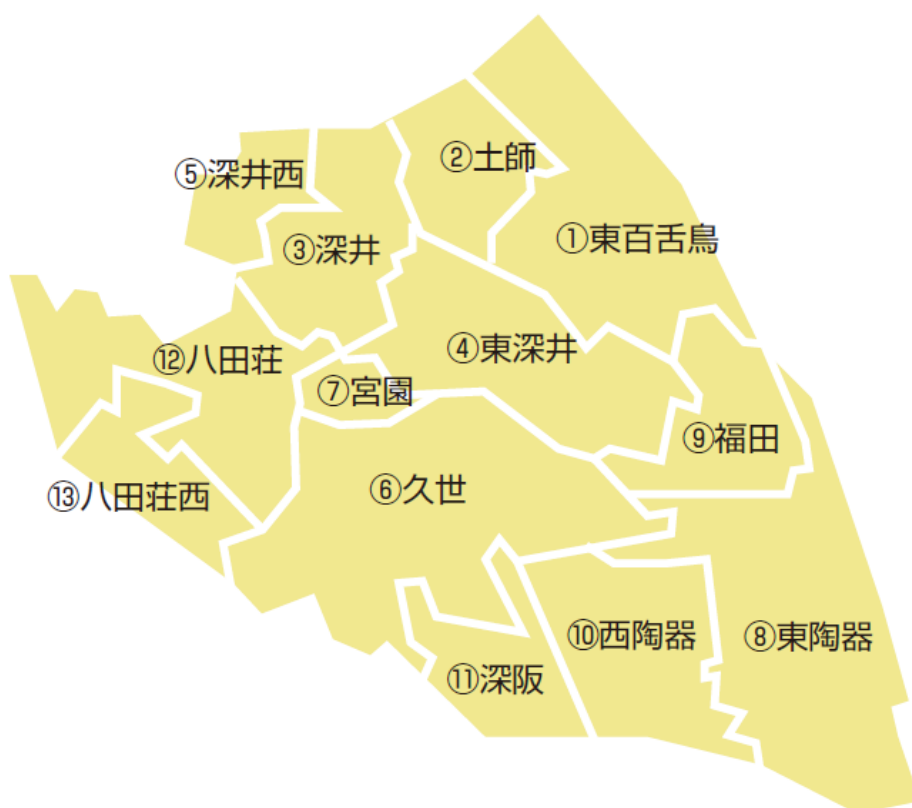 ⑤深井西
②土師
①東百舌鳥
③深井
④東深井
⑫八田荘
⑦宮園
⑨福田
⑬八田荘西
⑥久世
⑩西陶器
⑧東陶器
⑪深阪